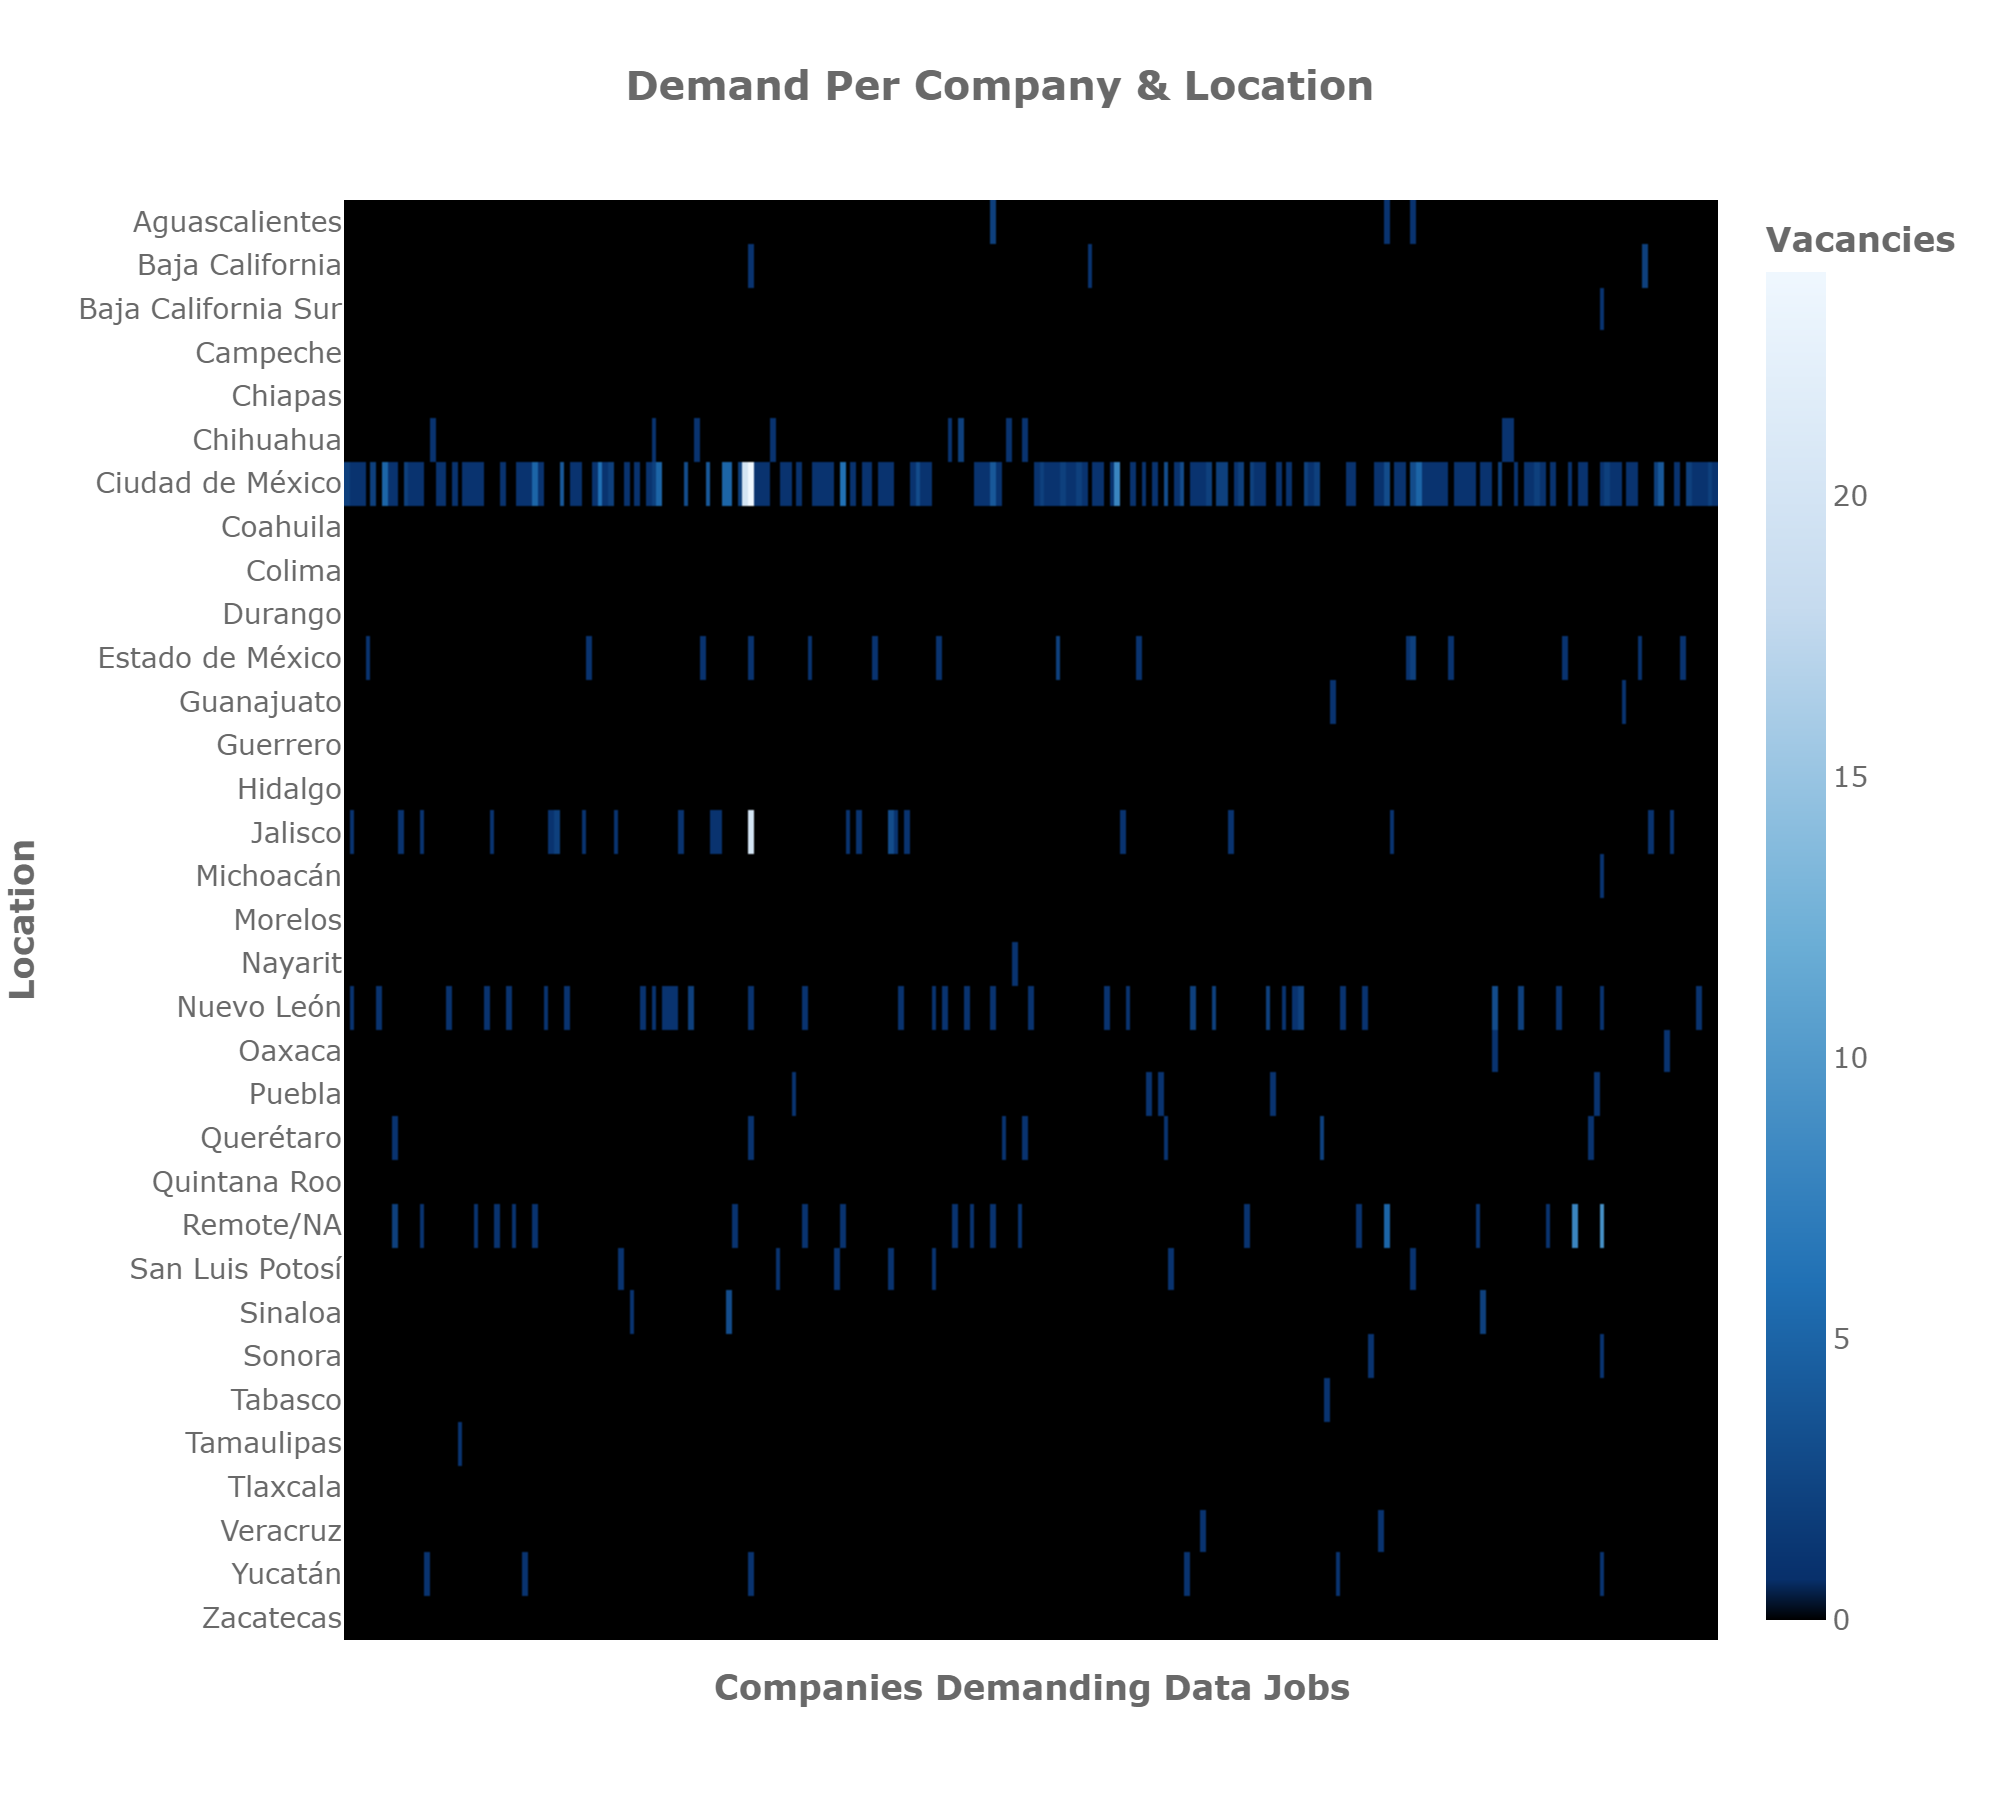 Demand Per Company & Location
Vacancies
Aguascalientes
Baja California
Baja California Sur
Campeche
Chiapas
Chihuahua
Ciudad de México
Coahuila
Colima
Durango
Estado de México
Guanajuato
Guerrero
Hidalgo
Jalisco
Michoacán
Morelos
Nayarit
Nuevo León
Oaxaca
Puebla
Querétaro
Quintana Roo
Remote/NA
San Luis Potosí
Sinaloa
Sonora
Tabasco
Tamaulipas
Tlaxcala
Veracruz
Yucatán
Zacatecas
Location
20
15
10
5
0
Companies Demanding Data Jobs